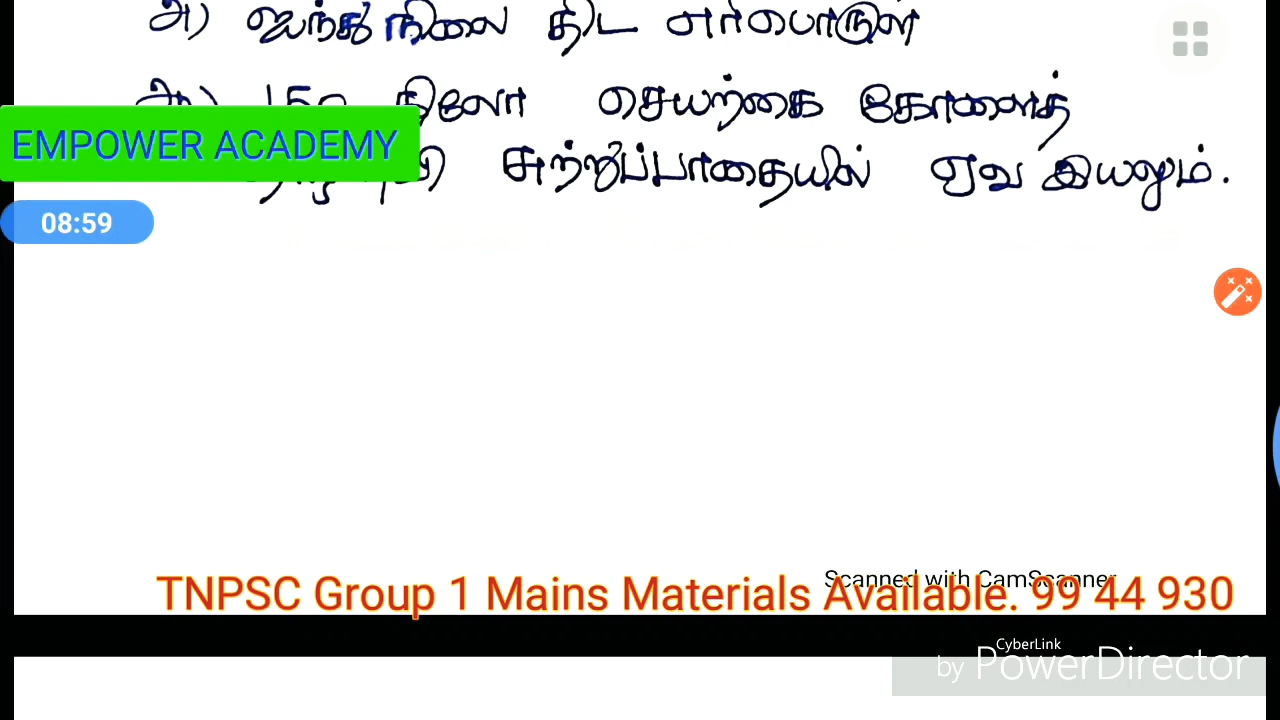 அ) ஐந்து நிலை திட எரிபொருள்
ஆ) 150 கிலோ செயற்கை கோளைத்
EMPOWER ACADEMY
சுற்றுப்பாதையில் ஏவ இயலும்.
08:59
Scanned with CamScanner
TNPSC Group 1 Mains Materials Available. 99 44 930
CyberLink
by PowerDirector